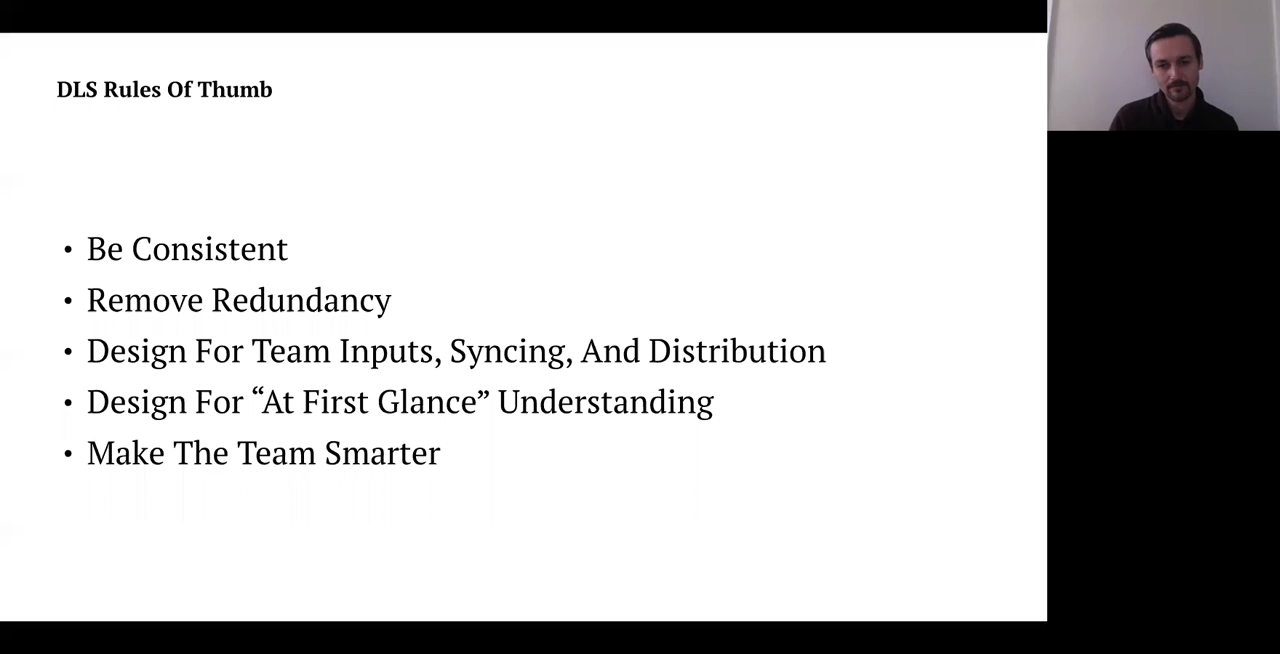 DLS Rules Of Thumb
• Be Consistent
• Remove Redundancy
• Design For Team Inputs, Syncing, And Distribution
• Design For “At First Glance” Understanding
• Make The Team Smarter